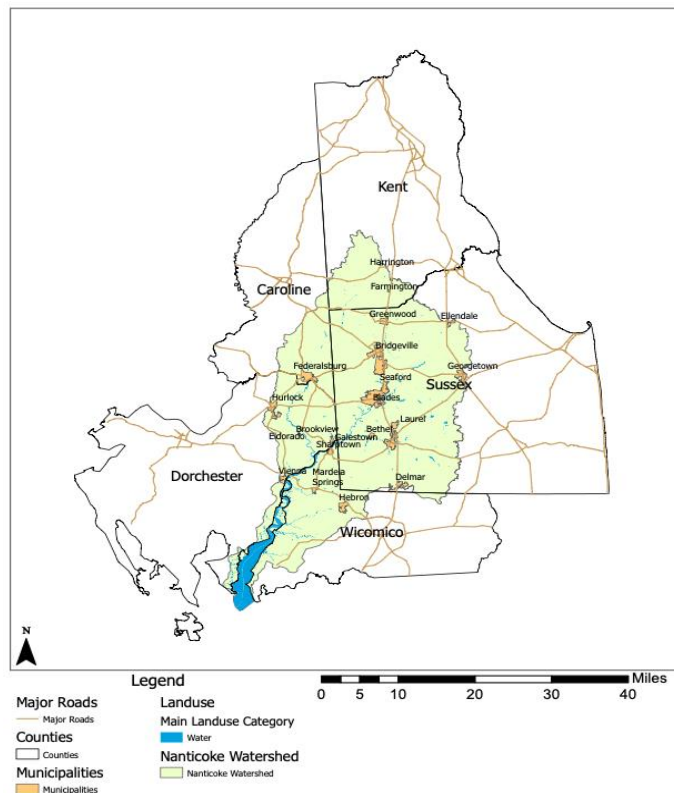 Kent
Harrington
Farmington
Caroline
Greenwood
Ellendale
Bridgeville
Federalsburg
Georgetown
Seaford
Sussex
Hurlock
Blades
Laurel
Brookview
Bethel
Eldorado
Galestown
Sharptown
Dorchester
Vienna
Mardela
Springs
Delmar
Hebron
Wicomico
N
Legend
Miles
0 5 10 20 30 40
Major Roads
Major Roads
Counties
Counties
Municipalities
Municipalities
Landuse
Main Landuse Category
Water
Nanticoke Watershed
Nanticoke Watershed